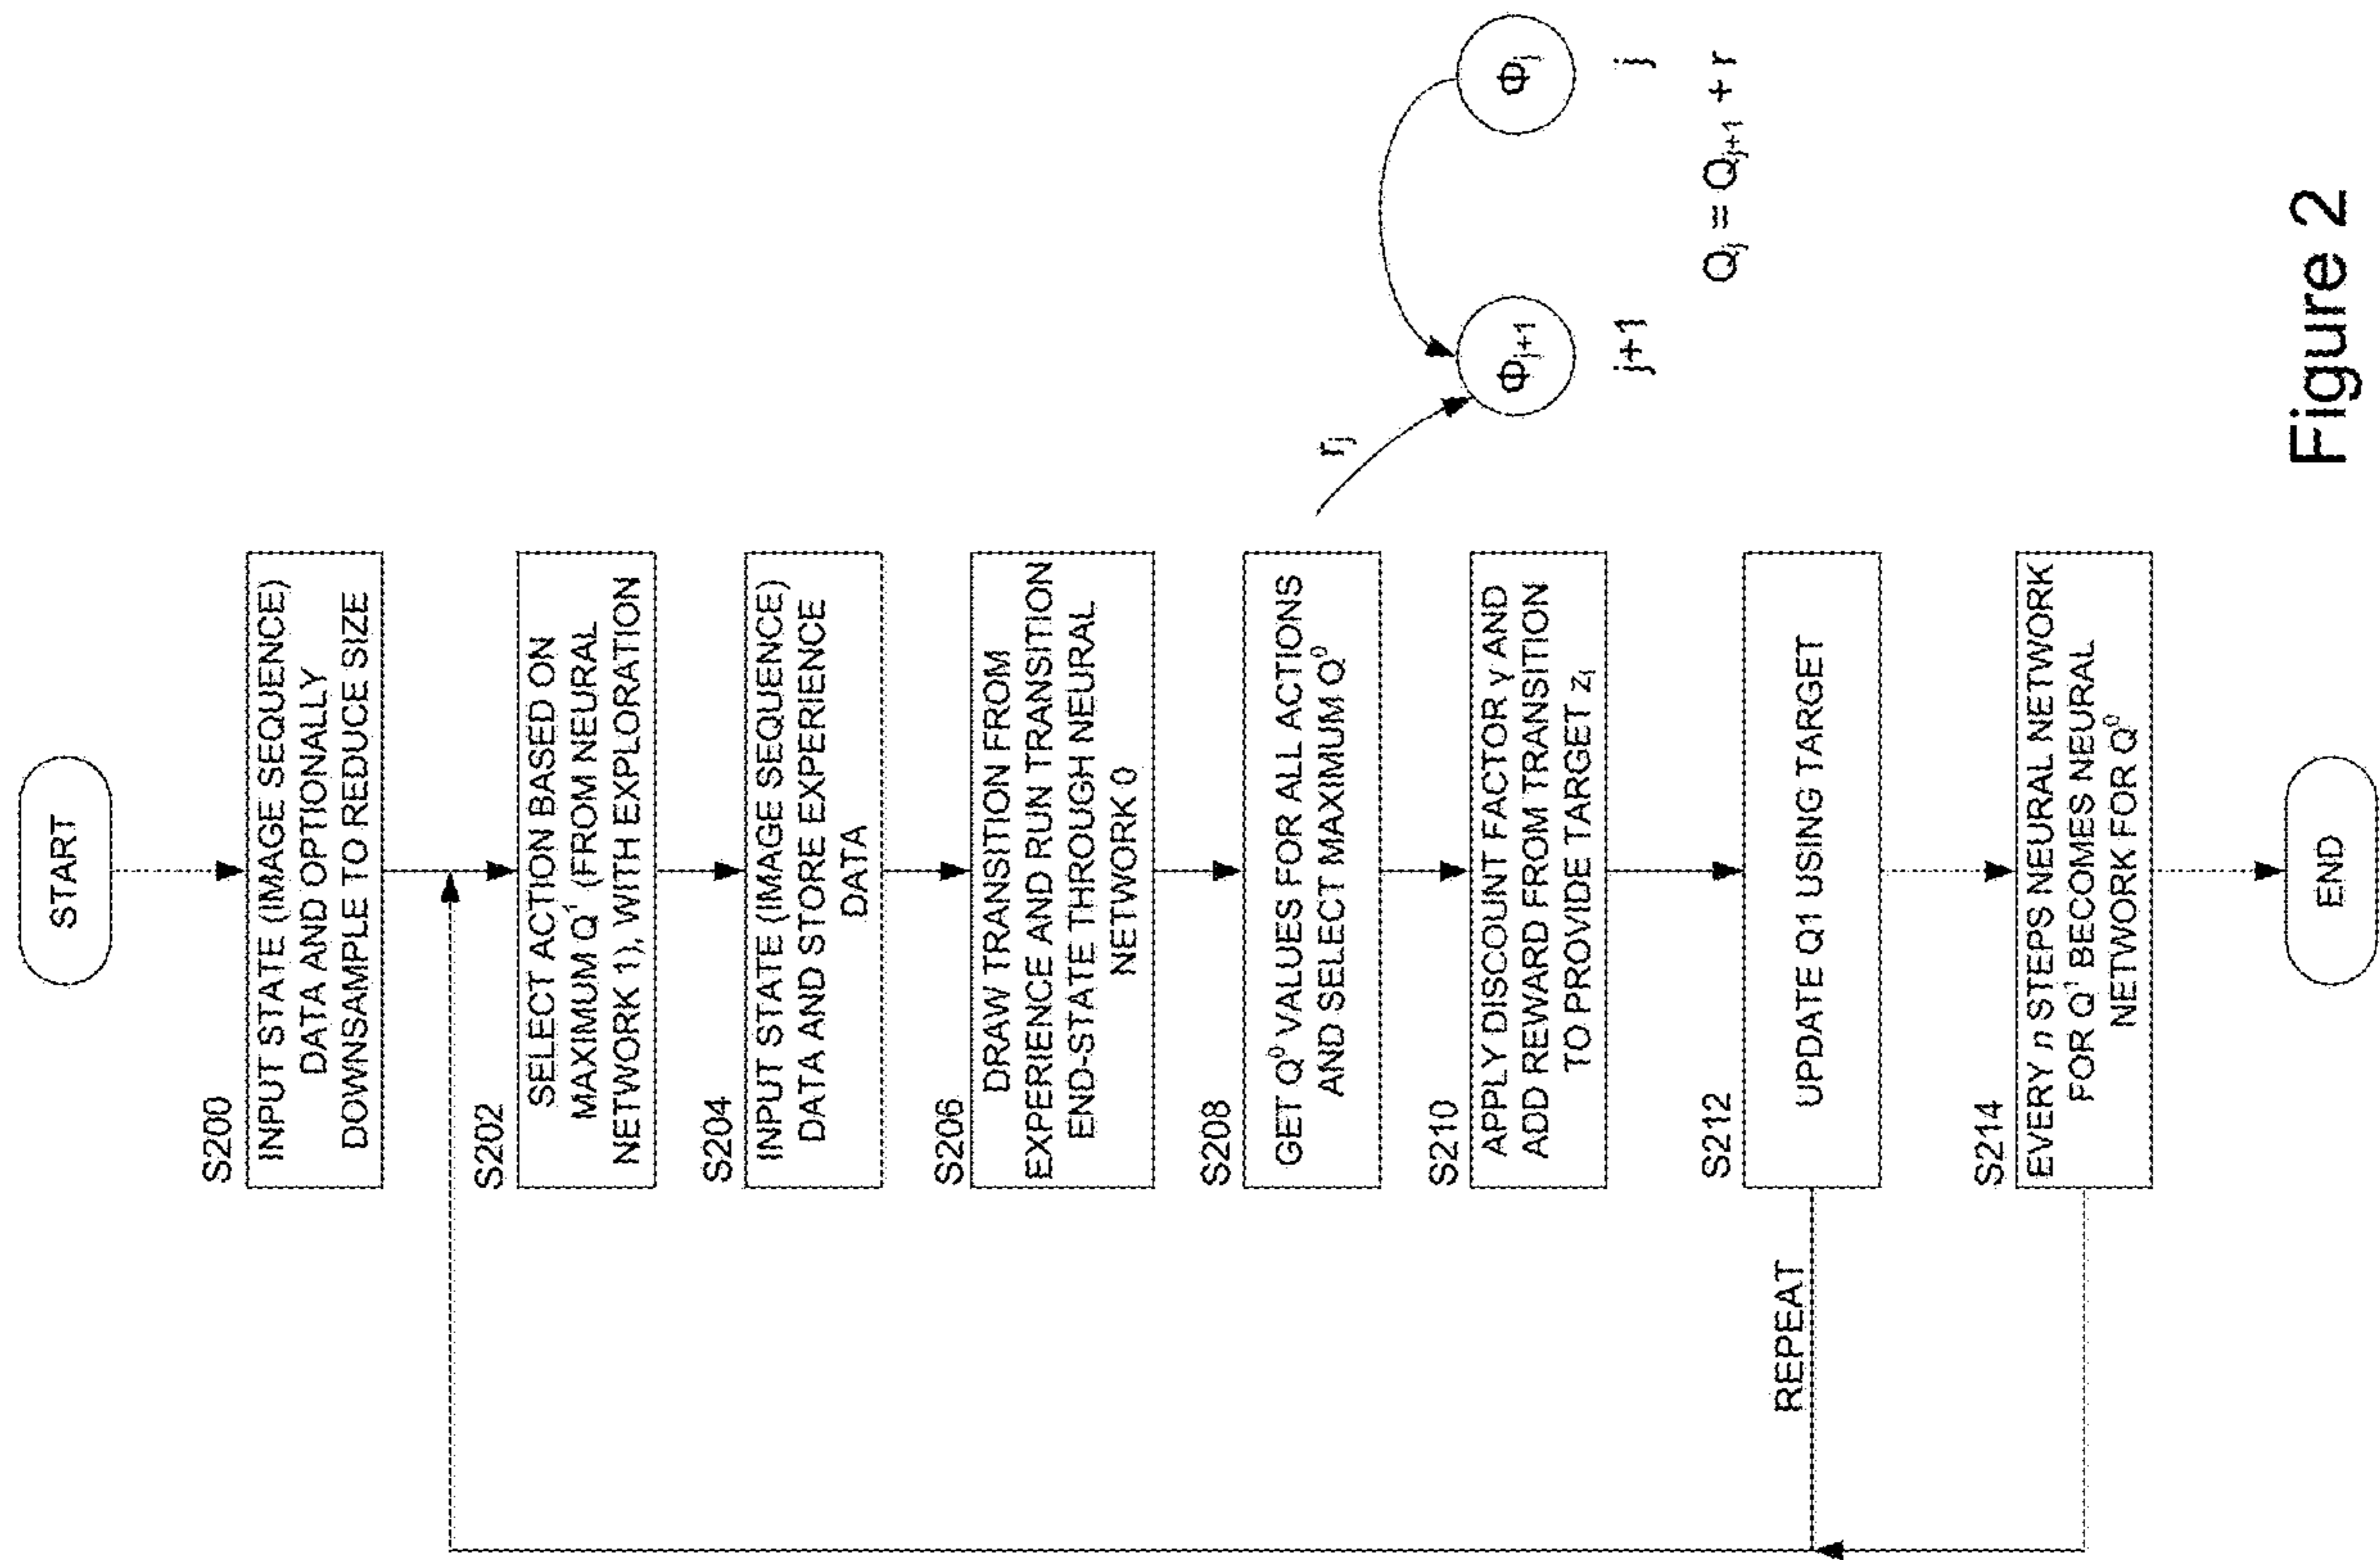 START
S200
INPUT STATE (IMAGE SEQUENCE)
DATA AND OPTIONALLY
DOWNSAMPLE TO REDUCE SIZE
S202
SELECT ACTION BASED ON
MAXIMUM Q¹ (FROM NEURAL
NETWORK 1), WITH EXPLORATION
S204
INPUT STATE (IMAGE SEQUENCE)
DATA AND STORE EXPERIENCE
DATA
S206
DRAW TRANSITION FROM
EXPERIENCE AND RUN TRANSITION
END-STATE THROUGH NEURAL
NETWORK 0
S208
GET Q⁰ VALUES FOR ALL ACTIONS
AND SELECT MAXIMUM Q⁰
S210
APPLY DISCOUNT FACTOR γ AND
ADD REWARD FROM TRANSITION
TO PROVIDE TARGET zⱼ
S212
UPDATE Q1 USING TARGET
REPEAT
S214
EVERY n STEPS NEURAL NETWORK
FOR Q¹ BECOMES NEURAL
NETWORK FOR Q⁰
END
rⱼ
Φⱼ₊₁
Φⱼ
j+1
j
Qⱼ = Qⱼ₊₁ + r
Figure 2